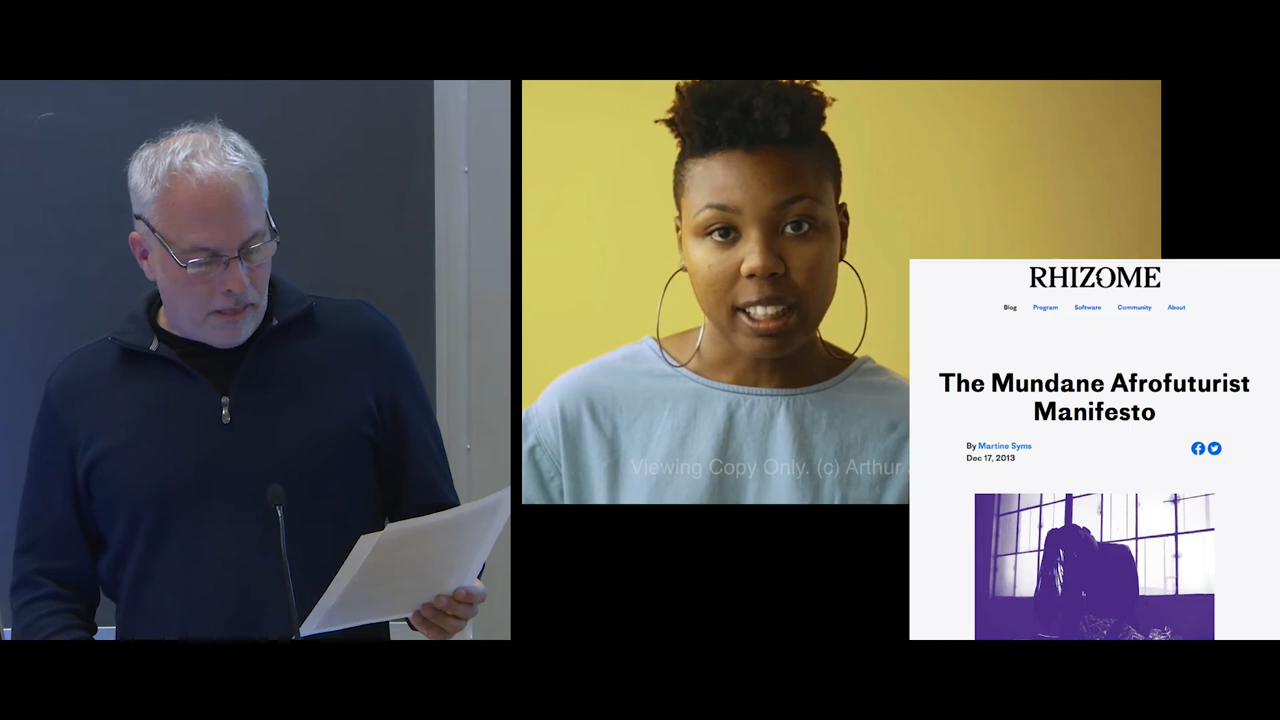 Viewing Copy Only. (c) Arthur
RHIZOME
Blog Program Software Community About
The Mundane Afrofuturist
Manifesto
By Martine Syms
Dec 17, 2013